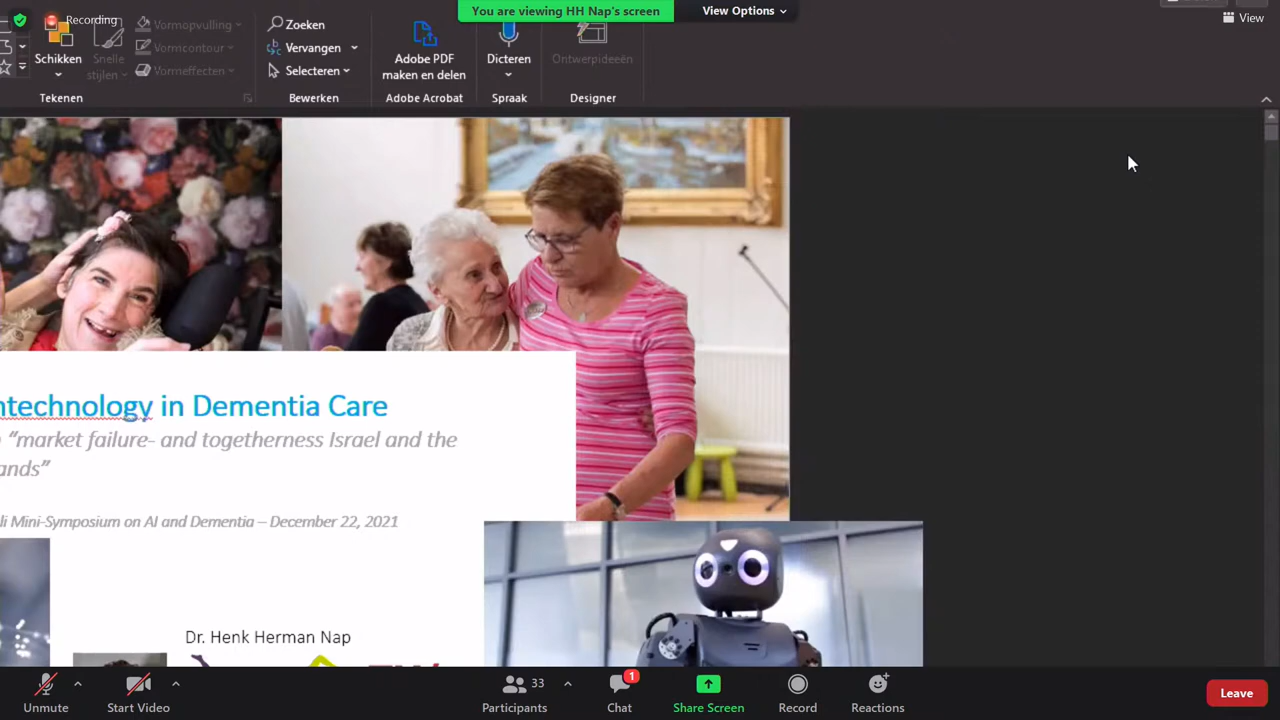 You are viewing HH Nap's screen
View Options
Recording
View
Vormopvulling
Zoeken
Schikken
Snelle
stijlen
Vormcontour
Vervangen
Vormeffecten
Selecteren
Adobe PDF
maken en delen
Dicteren
Ontwerpideeën
Tekenen
Bewerken
Adobe Acrobat
Spraak
Designer
ntechnology in Dementia Care
“market failure- and togetherness Israel and the
ands”
li Mini-Symposium on AI and Dementia – December 22, 2021
Dr. Henk Herman Nap
Unmute
Start Video
33
Participants
1
Chat
Share Screen
Record
Reactions
Leave